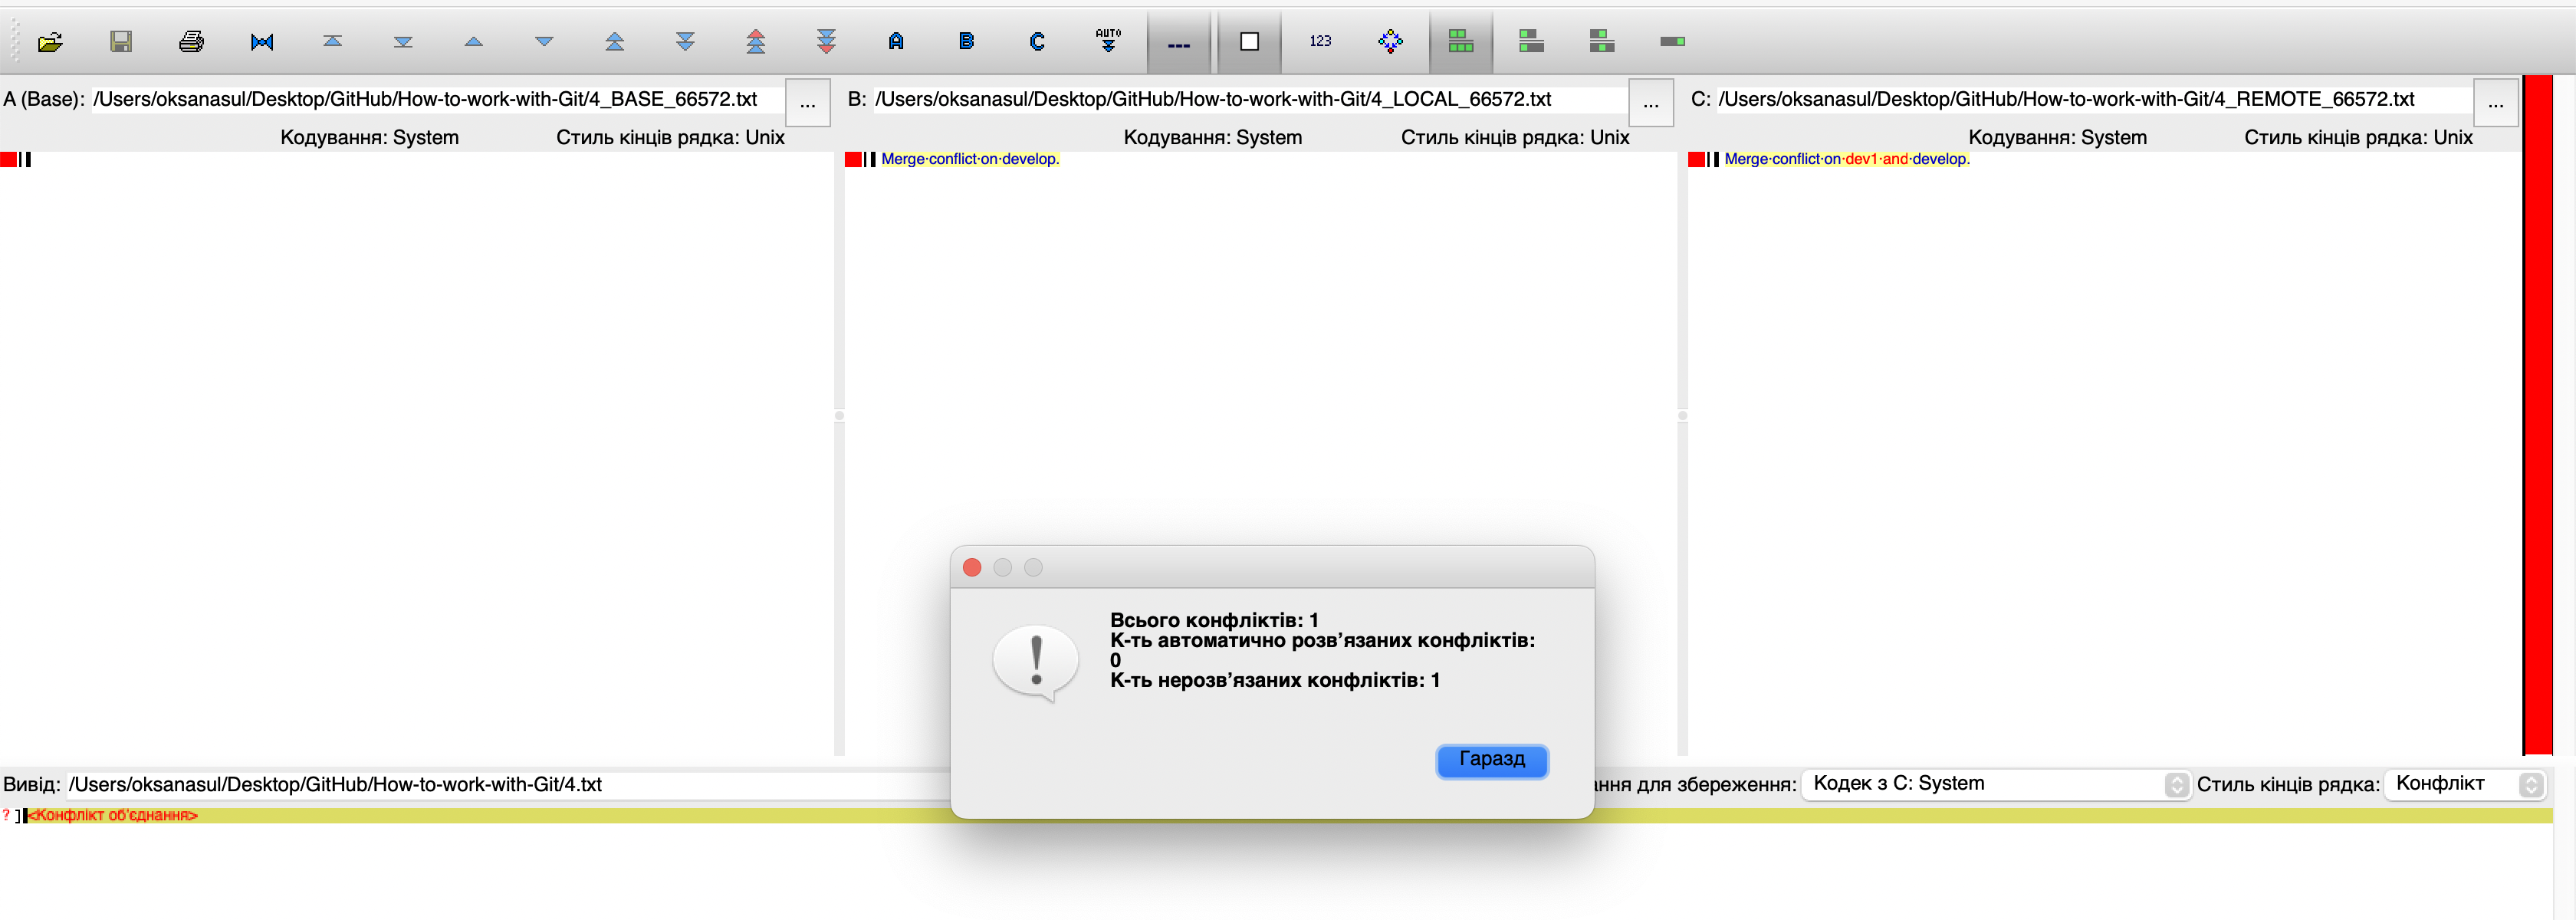 A B C AUTO --- 123
A (Base): /Users/oksanasul/Desktop/GitHub/How-to-work-with-Git/4_BASE_66572.txt ...
Кодування: System Стиль кінців рядка: Unix
B: /Users/oksanasul/Desktop/GitHub/How-to-work-with-Git/4_LOCAL_66572.txt ...
Кодування: System Стиль кінців рядка: Unix
Merge·conflict·on·develop.
C: /Users/oksanasul/Desktop/GitHub/How-to-work-with-Git/4_REMOTE_66572.txt ...
Кодування: System Стиль кінців рядка: Unix
Merge·conflict·on·dev1·and·develop.
Всього конфліктів: 1
К-ть автоматично розв’язаних конфліктів:
0
К-ть нерозв’язаних конфліктів: 1
Гаразд
Вивід: /Users/oksanasul/Desktop/GitHub/How-to-work-with-Git/4.txt
для збереження: Кодек з C: System Стиль кінців рядка: Конфлікт
? ] <Конфлікт об’єднання>